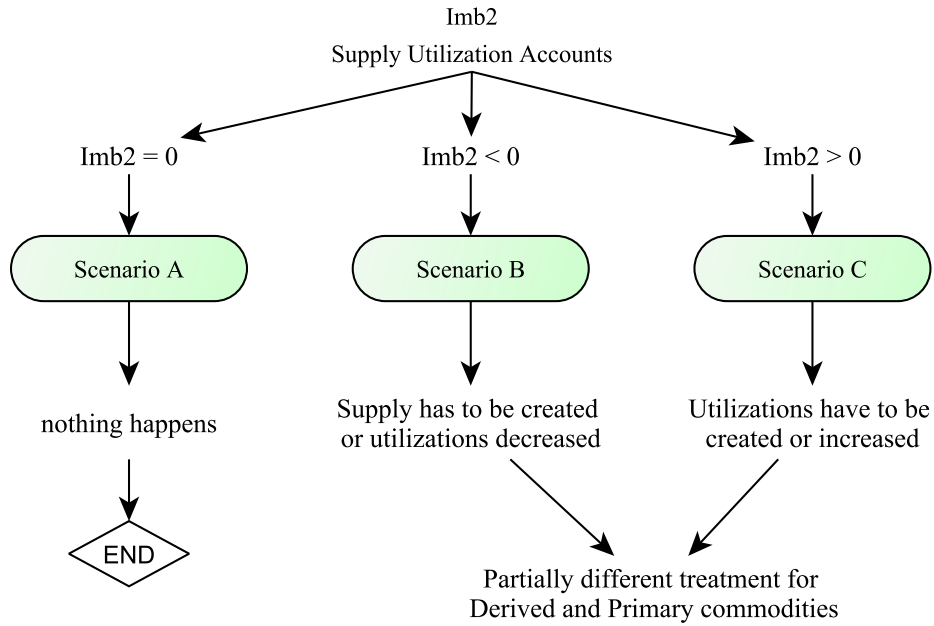 Imb2
Supply Utilization Accounts
Imb2 = 0
Imb2 < 0
Imb2 > 0
Scenario A
Scenario B
Scenario C
nothing happens
Supply has to be created
or utilizations decreased
Utilizations have to be
created or increased
END
Partially different treatment for
Derived and Primary commodities